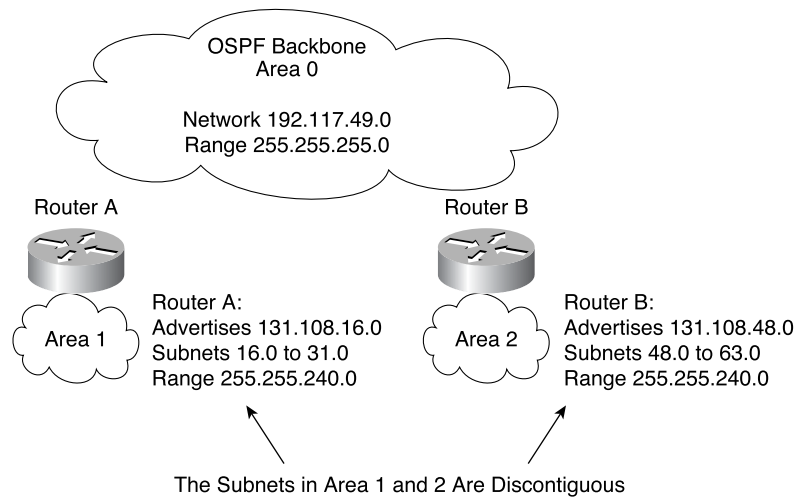 OSPF Backbone
Area 0
Network 192.117.49.0
Range 255.255.255.0
Router A
Router B
Area 1
Router A:
Advertises 131.108.16.0
Subnets 16.0 to 31.0
Range 255.255.240.0
Area 2
Router B:
Advertises 131.108.48.0
Subnets 48.0 to 63.0
Range 255.255.240.0
The Subnets in Area 1 and 2 Are Discontiguous